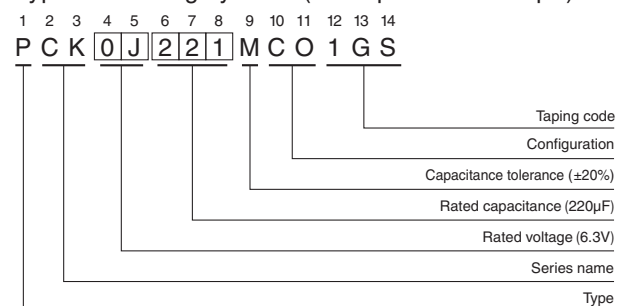 1 2 3 4 5 6 7 8 9 10 11 12 13 14
P C K 0 J 2 2 1 M C O 1 G S
Taping code
Configuration
Capacitance tolerance (±20%)
Rated capacitance (220μF)
Rated voltage (6.3V)
Series name
Type